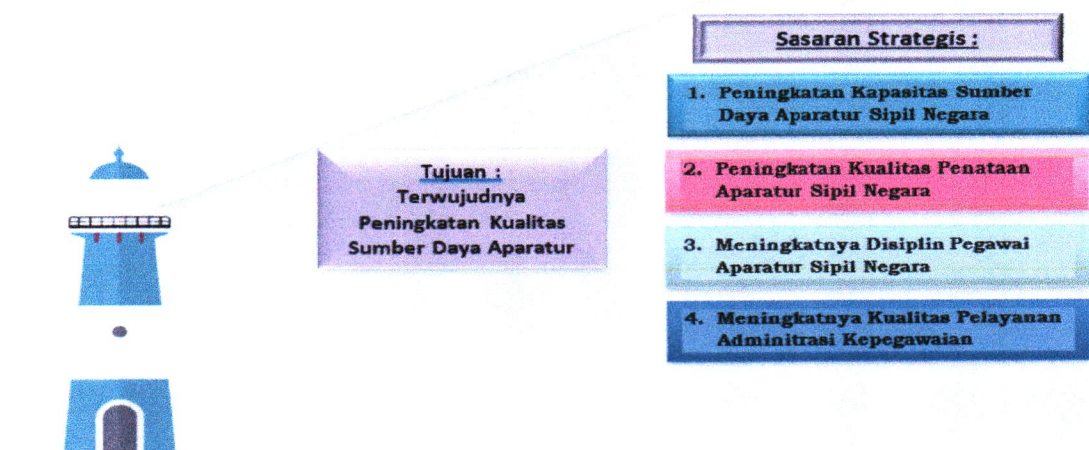 Tujuan :
Terwujudnya
Peningkatan Kualitas
Sumber Daya Aparatur
Sasaran Strategis :
1. Peningkatan Kapasitas Sumber
Daya Aparatur Sipil Negara
2. Peningkatan Kualitas Penataan
Aparatur Sipil Negara
3. Meningkatnya Disiplin Pegawai
Aparatur Sipil Negara
4. Meningkatnya Kualitas Pelayanan
Adminitrasi Kepegawaian